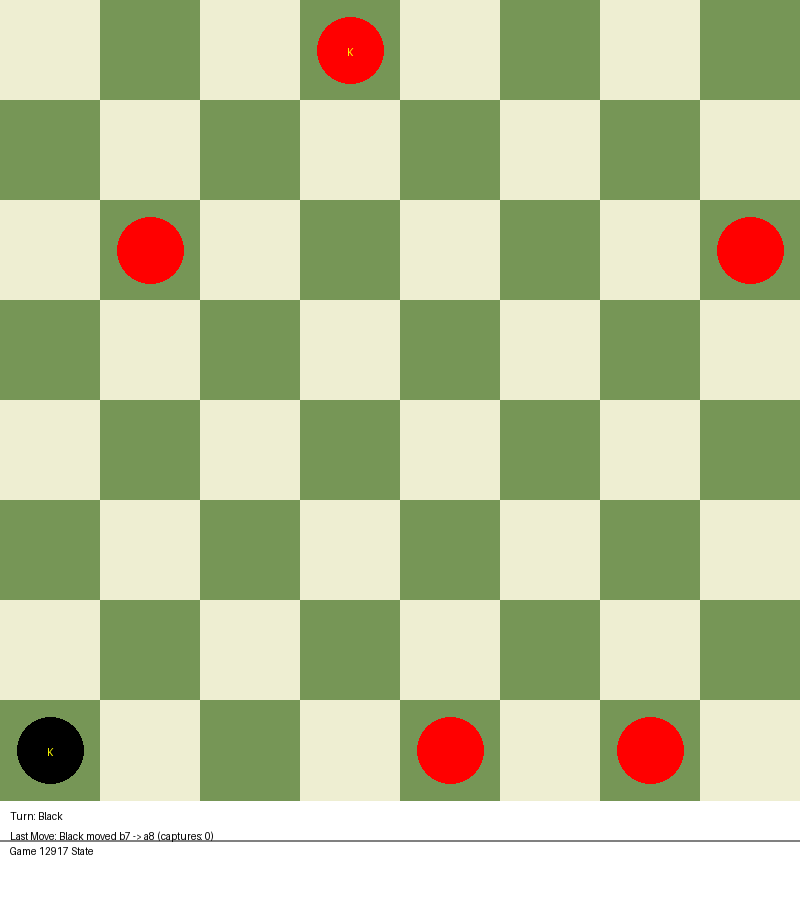 K
K
Turn: Black
Last Move: Black moved b7 -> a8 (captures: 0)
Game 12917 State